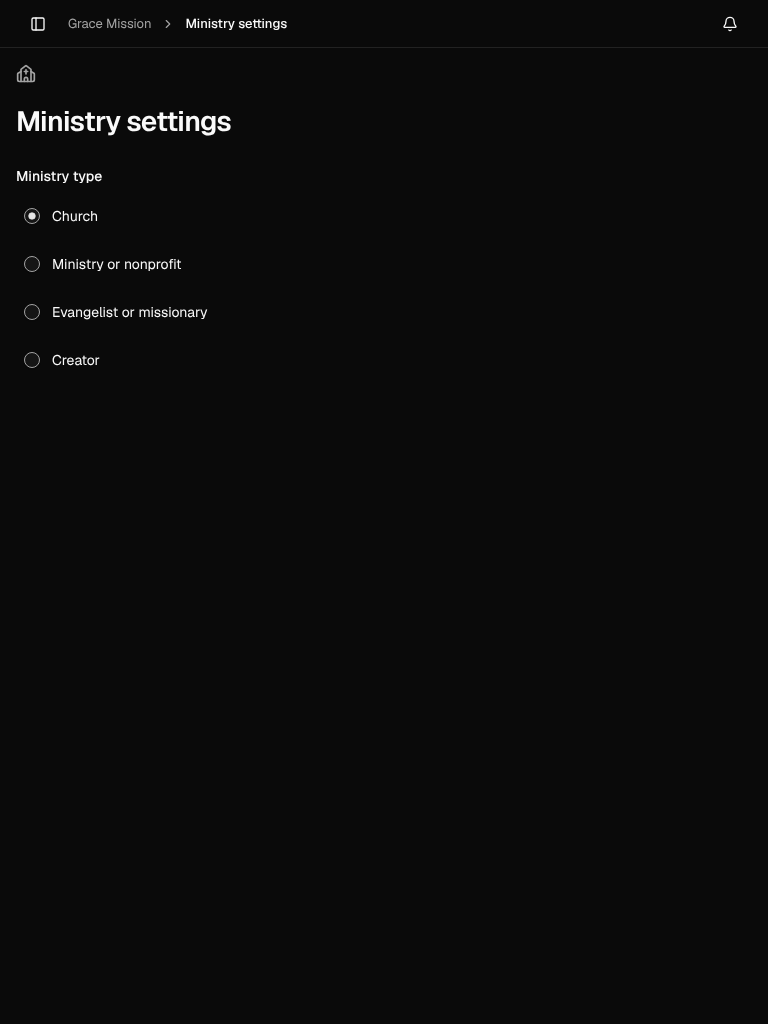 Grace Mission > Ministry settings
Ministry settings
Ministry type
Church
Ministry or nonprofit
Evangelist or missionary
Creator